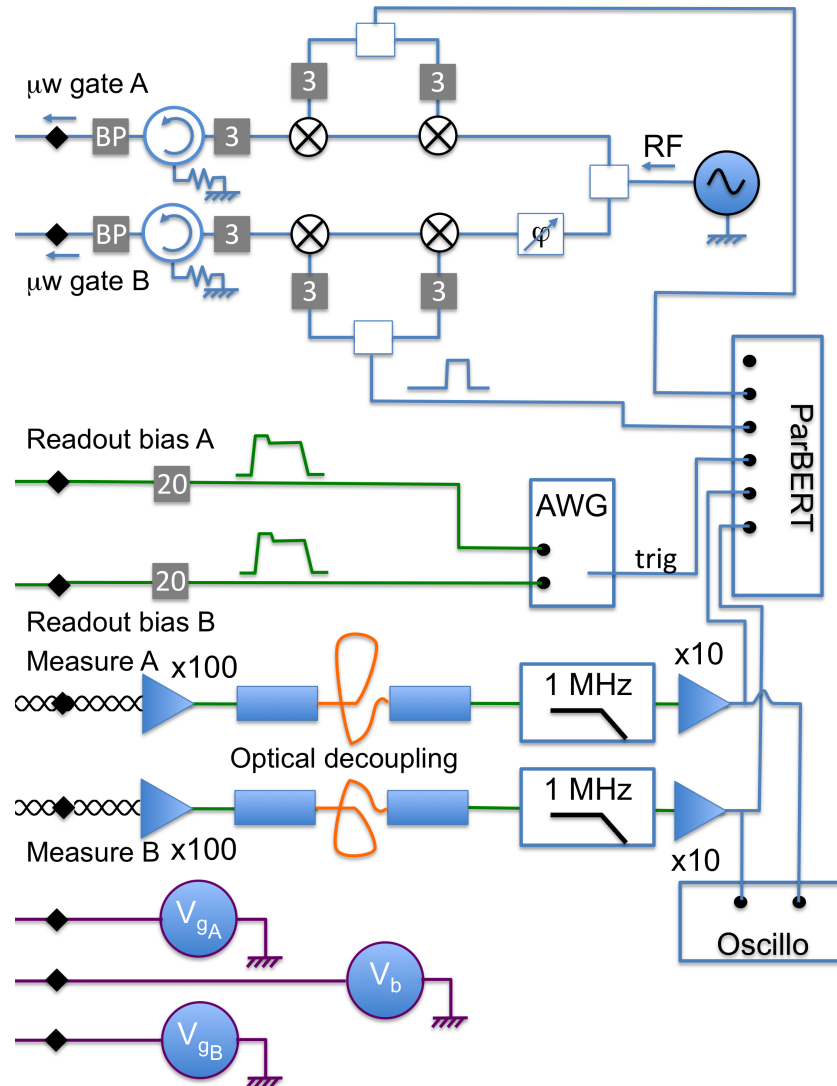 μw gate A
3
3
BP
3
RF
BP
3
φ
μw gate B
3
3
ParBERT
Readout bias A
20
AWG
trig
20
Readout bias B
Measure A
x100
x10
1 MHz
Optical decoupling
1 MHz
Measure B
x100
x10
VgA
Oscillo
Vb
VgB